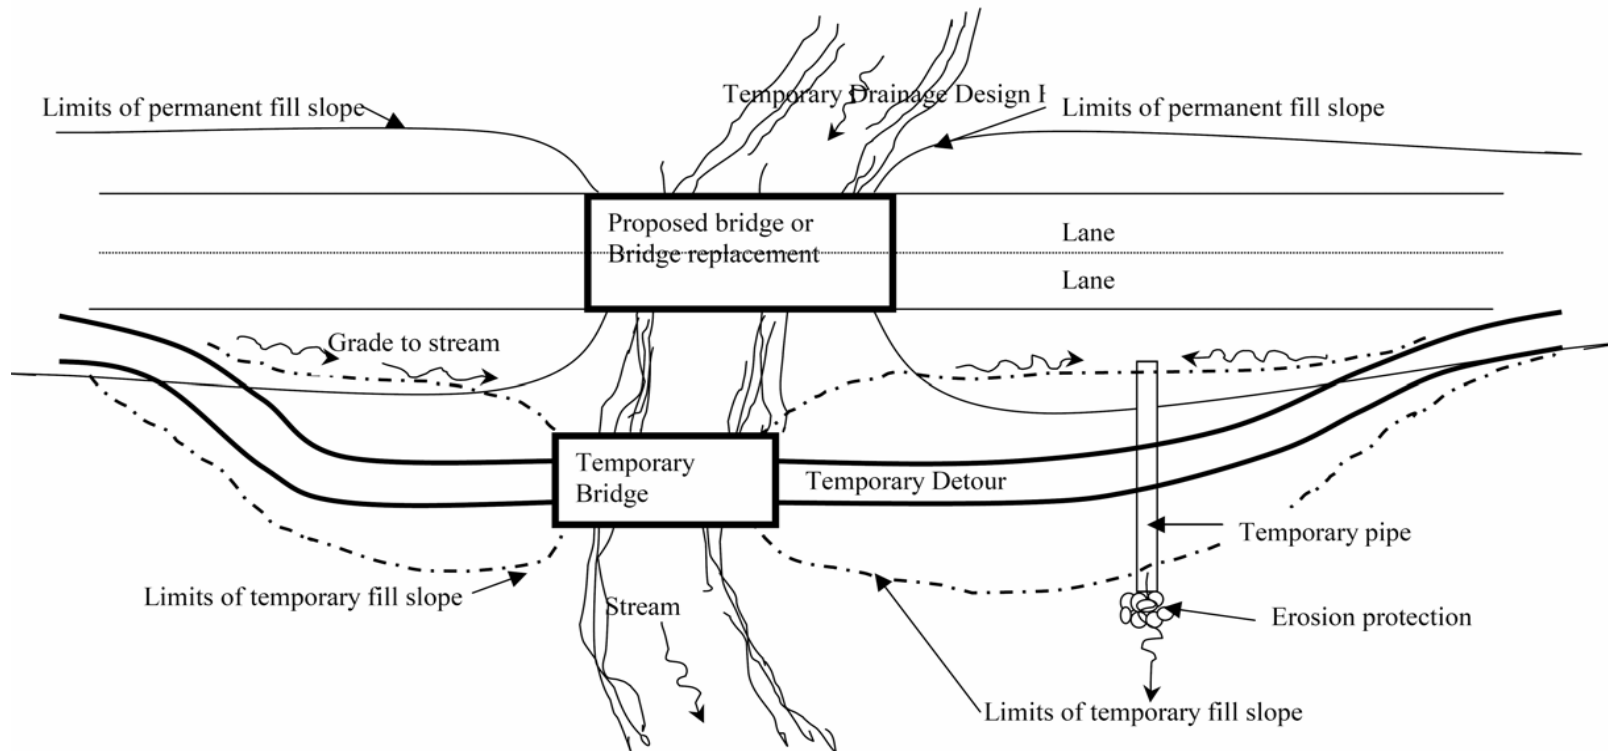 Temporary Drainage Design
Limits of permanent fill slope
Limits of permanent fill slope
Proposed bridge or
Bridge replacement
Lane
Lane
Grade to stream
Temporary
Bridge
Temporary Detour
Temporary pipe
Limits of temporary fill slope
Stream
Erosion protection
Limits of temporary fill slope